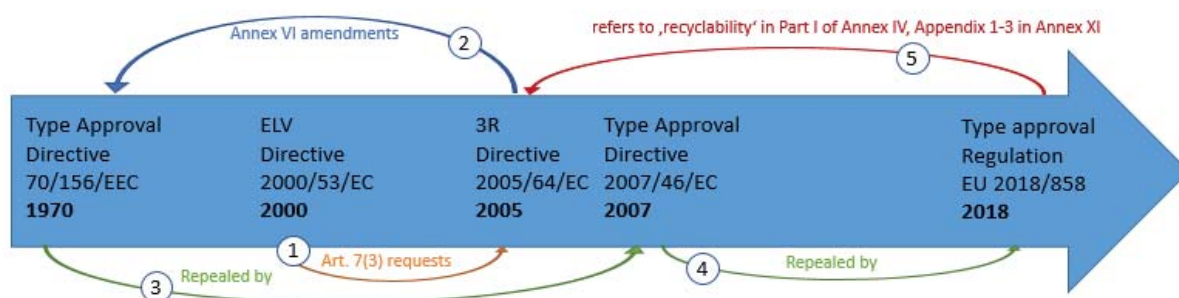 Annex VI amendments
2
refers to ‚recyclability‘ in Part I of Annex IV, Appendix 1-3 in Annex XI
5
Type Approval
Directive
70/156/EEC
1970
ELV
Directive
2000/53/EC
2000
3R
Directive
2005/64/EC
2005
Type Approval
Directive
2007/46/EC
2007
Type approval
Regulation
EU 2018/858
2018
1
Art. 7(3) requests
3
Repealed by
4
Repealed by